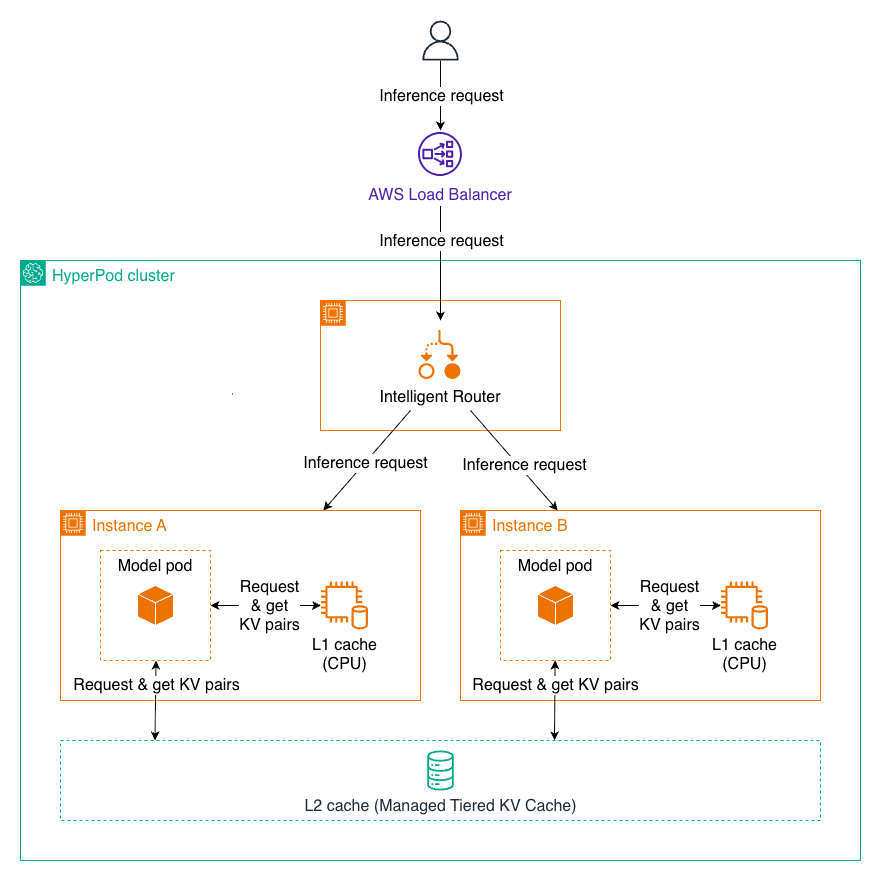 Inference request
AWS Load Balancer
Inference request
HyperPod cluster
Intelligent Router
Inference request
Inference request
Instance A
Model pod
Request
& get
KV pairs
L1 cache
(CPU)
Request & get KV pairs
Instance B
Model pod
Request
& get
KV pairs
L1 cache
(CPU)
Request & get KV pairs
L2 cache (Managed Tiered KV Cache)